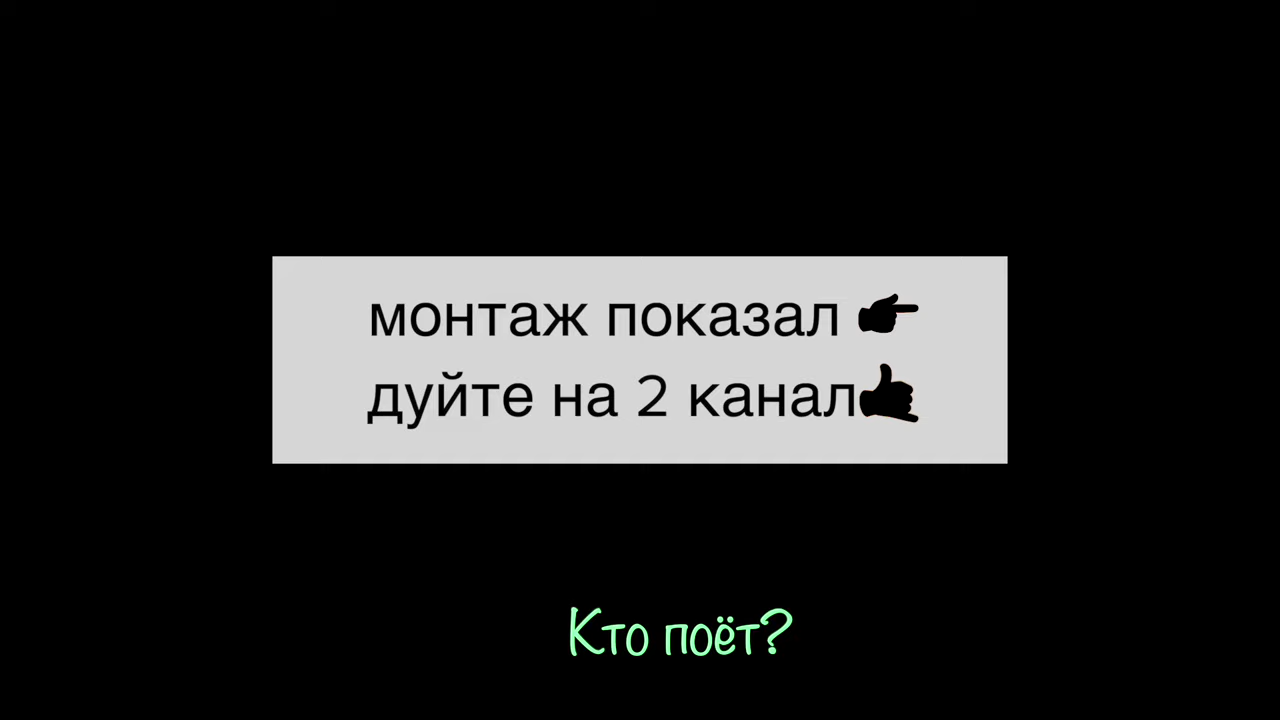 монтаж показал 👉
дуйте на 2 канал🤙
Кто поёт?